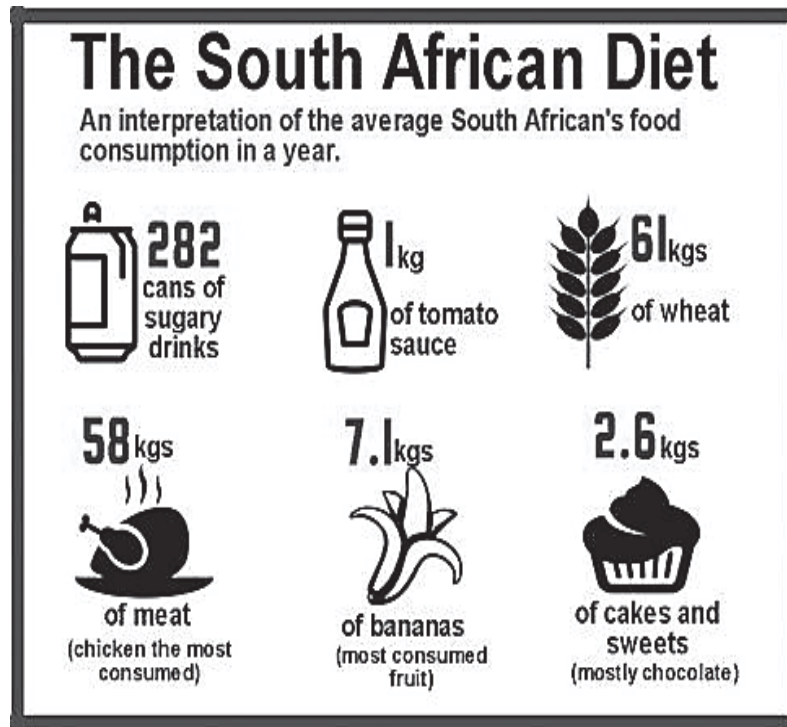 The South African Diet
An interpretation of the average South African's food
consumption in a year.
282
cans of
sugary
drinks
1kg
of tomato
sauce
61kgs
of wheat
58kgs
of meat
(chicken the most
consumed)
7.1kgs
of bananas
(most consumed
fruit)
2.6kgs
of cakes and
sweets
(mostly chocolate)